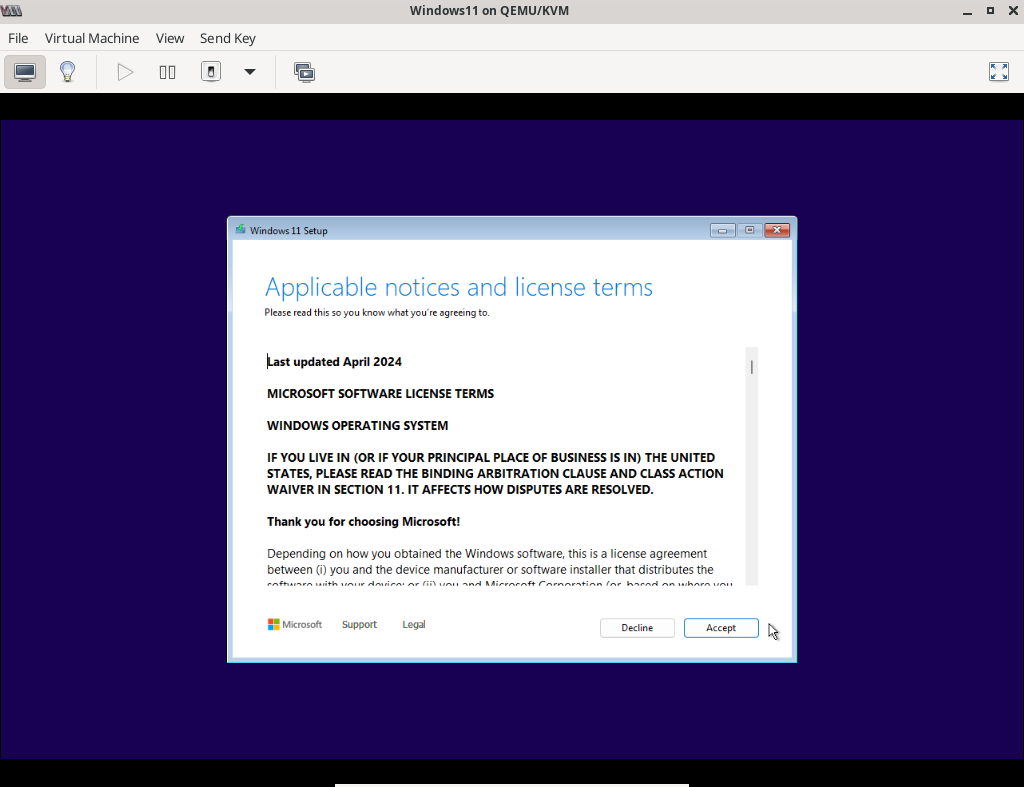 Windows11 on QEMU/KVM
File Virtual Machine View Send Key
Windows 11 Setup
Applicable notices and license terms
Please read this so you know what you're agreeing to.
Last updated April 2024
MICROSOFT SOFTWARE LICENSE TERMS
WINDOWS OPERATING SYSTEM
IF YOU LIVE IN (OR IF YOUR PRINCIPAL PLACE OF BUSINESS IS IN) THE UNITED
STATES, PLEASE READ THE BINDING ARBITRATION CLAUSE AND CLASS ACTION
WAIVER IN SECTION 11. IT AFFECTS HOW DISPUTES ARE RESOLVED.
Thank you for choosing Microsoft!
Depending on how you obtained the Windows software, this is a license agreement
between (i) you and the device manufacturer or software installer that distributes the
software with your device; or (ii) you and Microsoft Corporation (or, based on where you
Microsoft Support Legal Decline Accept